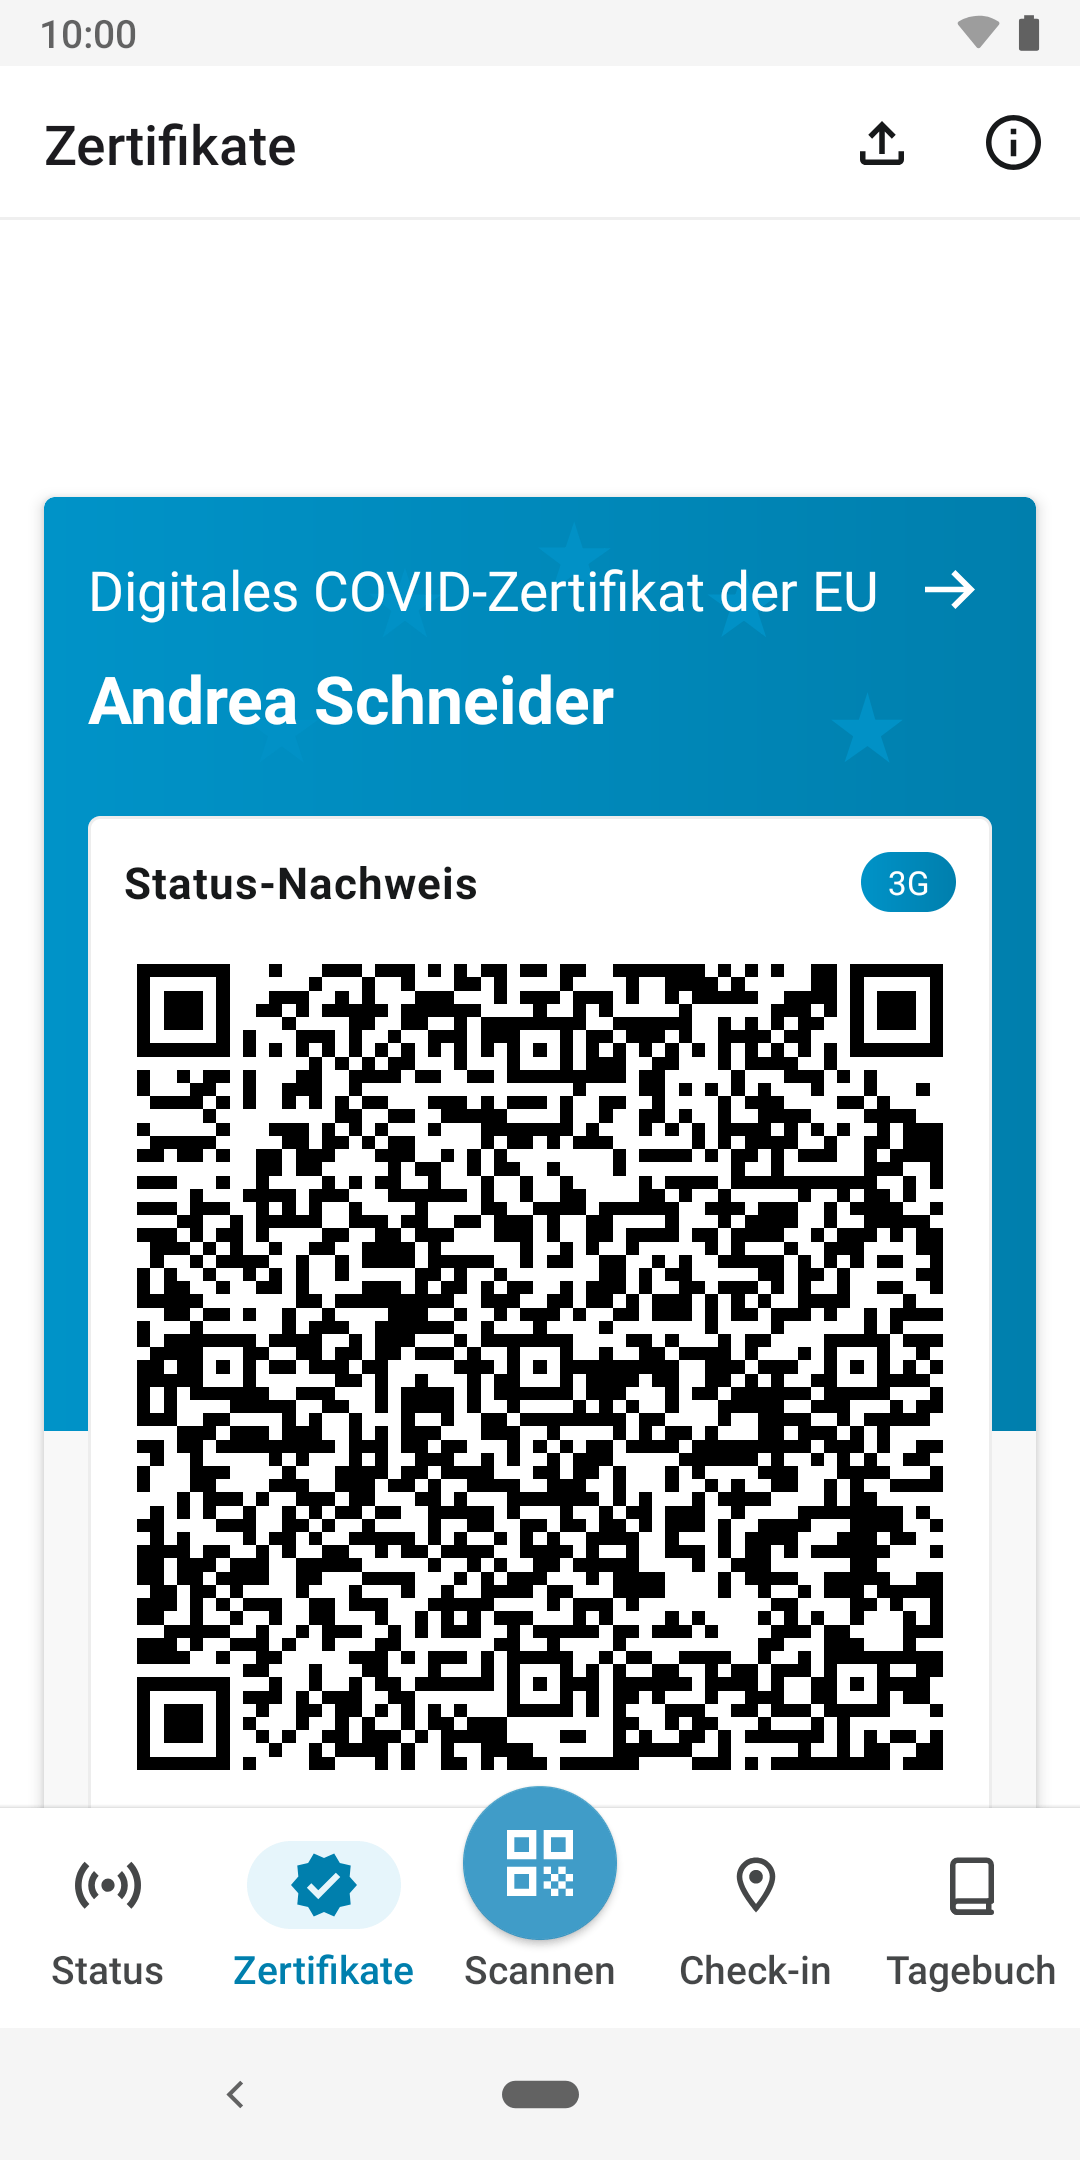 10:00
Zertifikate
Digitales COVID-Zertifikat der EU
Andrea Schneider
Status-Nachweis
3G
Status
Zertifikate
Scannen
Check-in
Tagebuch